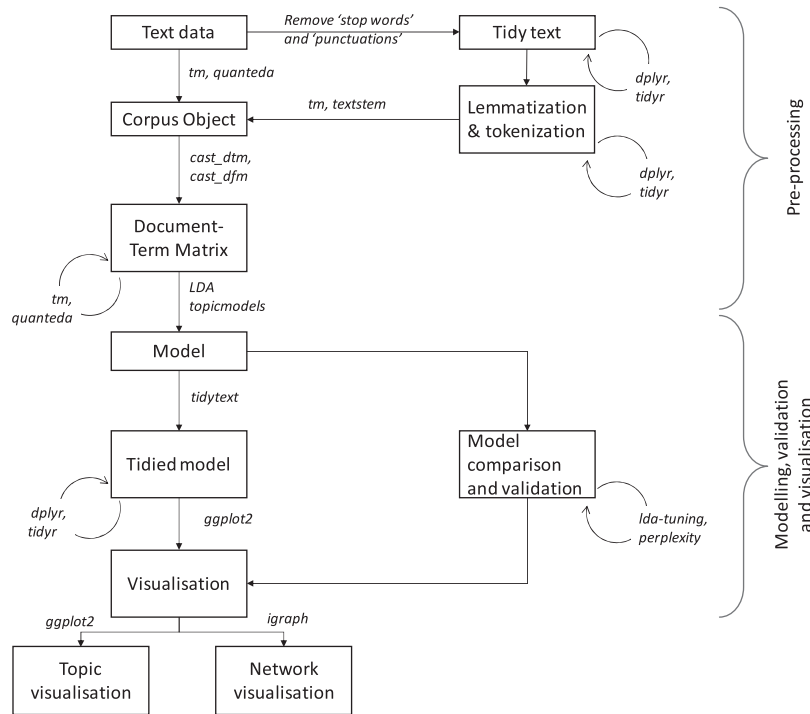 Text data
Remove ‘stop words’
and ‘punctuations’
Tidy text
dplyr,
tidyr
tm, quanteda
Corpus Object
tm, textstem
Lemmatization
& tokenization
dplyr,
tidyr
cast_dtm,
cast_dfm
Document-
Term Matrix
tm,
quanteda
LDA
topicmodels
Model
tidytext
Tidied model
dplyr,
tidyr
ggplot2
Model
comparison
and validation
lda-tuning,
perplexity
Visualisation
ggplot2
igraph
Topic
visualisation
Network
visualisation
Pre-processing
Modelling, validation
and visualisation